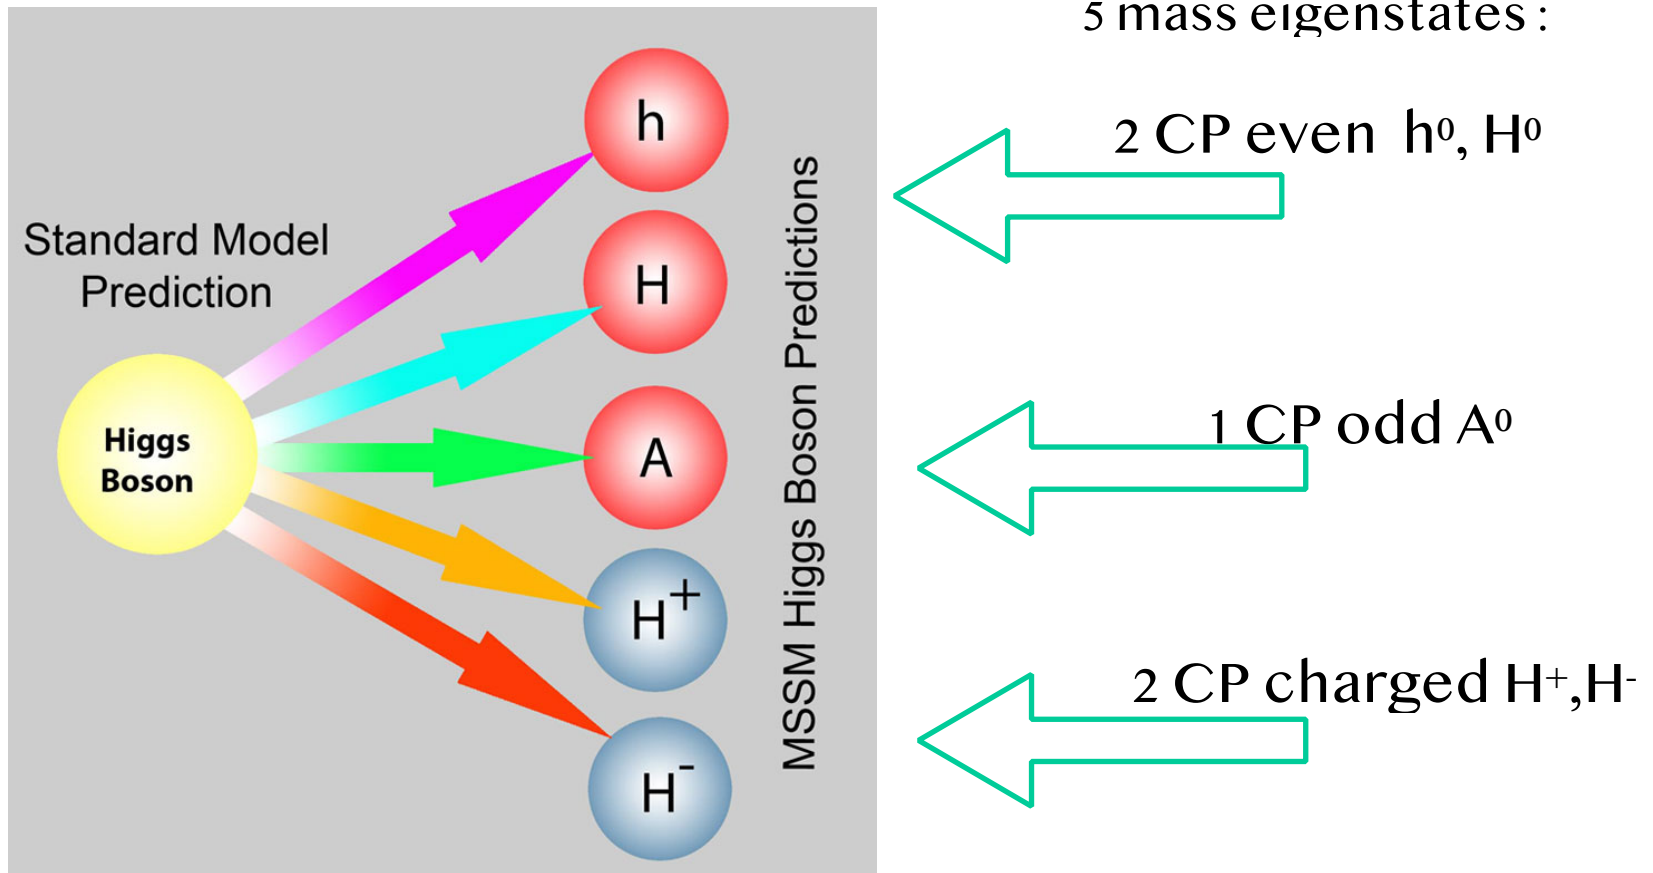 5 mass eigenstates :
2 CP even h⁰, H⁰
1 CP odd A⁰
2 CP charged H⁺,H⁻
Standard Model
Prediction
Higgs
Boson
h
H
A
H⁺
H⁻
MSSM Higgs Boson Predictions